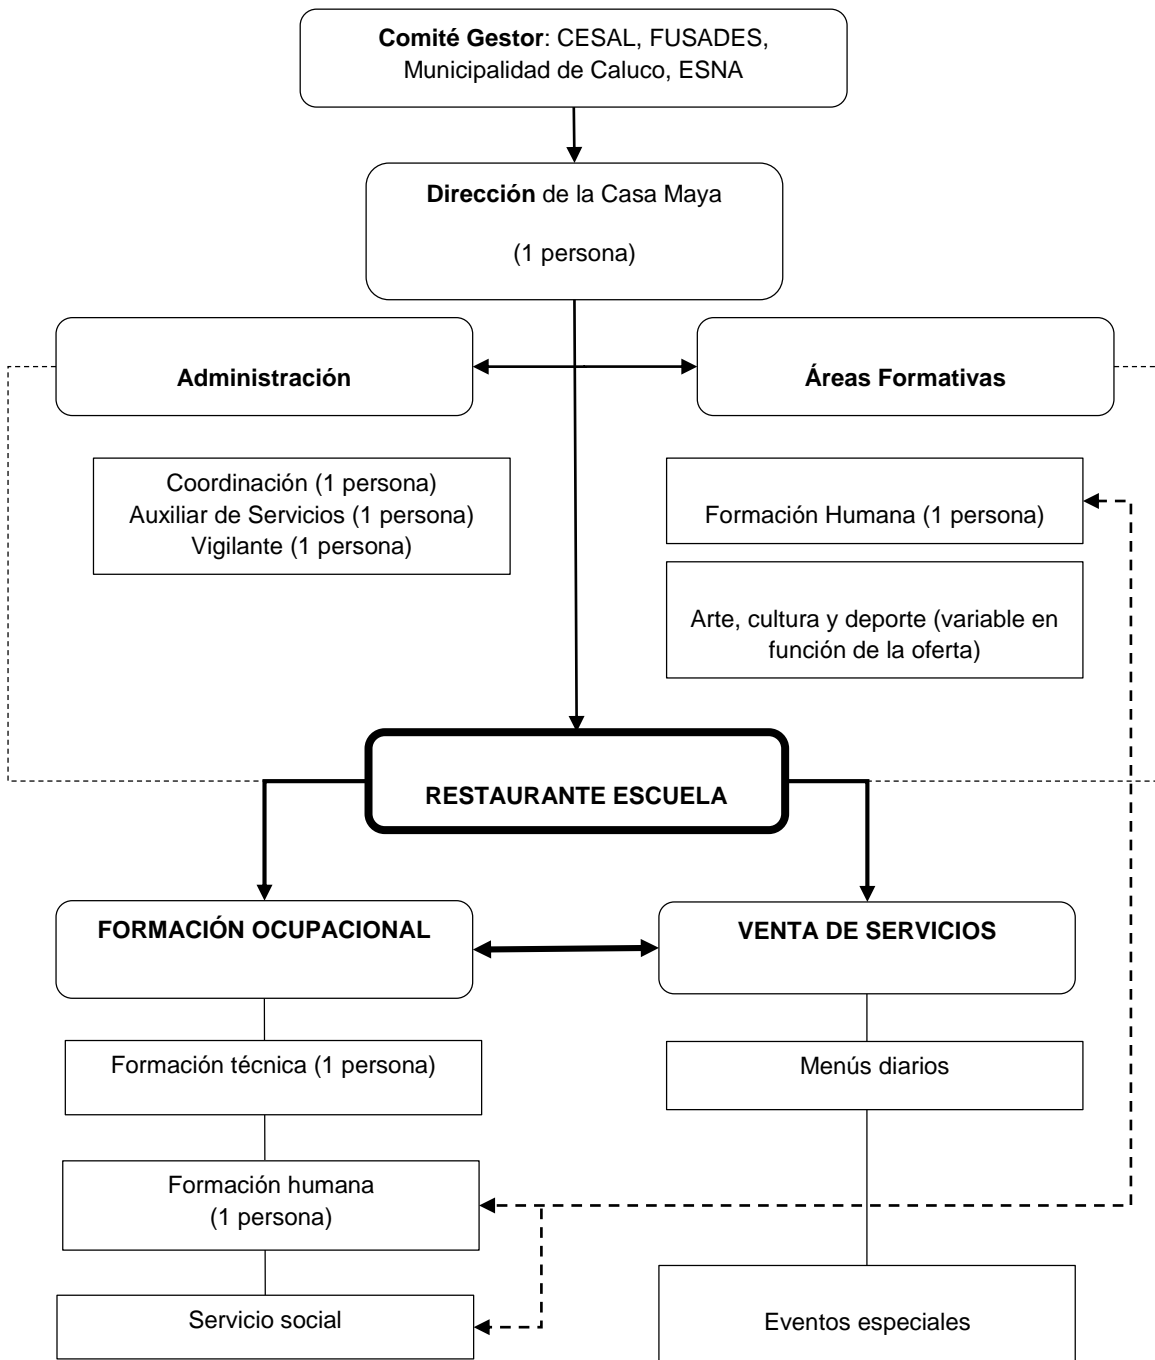 Comité Gestor: CESAL, FUSADES,
Municipalidad de Caluco, ESNA
Dirección de la Casa Maya
(1 persona)
Administración
Áreas Formativas
Coordinación (1 persona)
Auxiliar de Servicios (1 persona)
Vigilante (1 persona)
Formación Humana (1 persona)
Arte, cultura y deporte (variable en
función de la oferta)
RESTAURANTE ESCUELA
FORMACIÓN OCUPACIONAL
VENTA DE SERVICIOS
Formación técnica (1 persona)
Menús diarios
Formación humana
(1 persona)
Servicio social
Eventos especiales